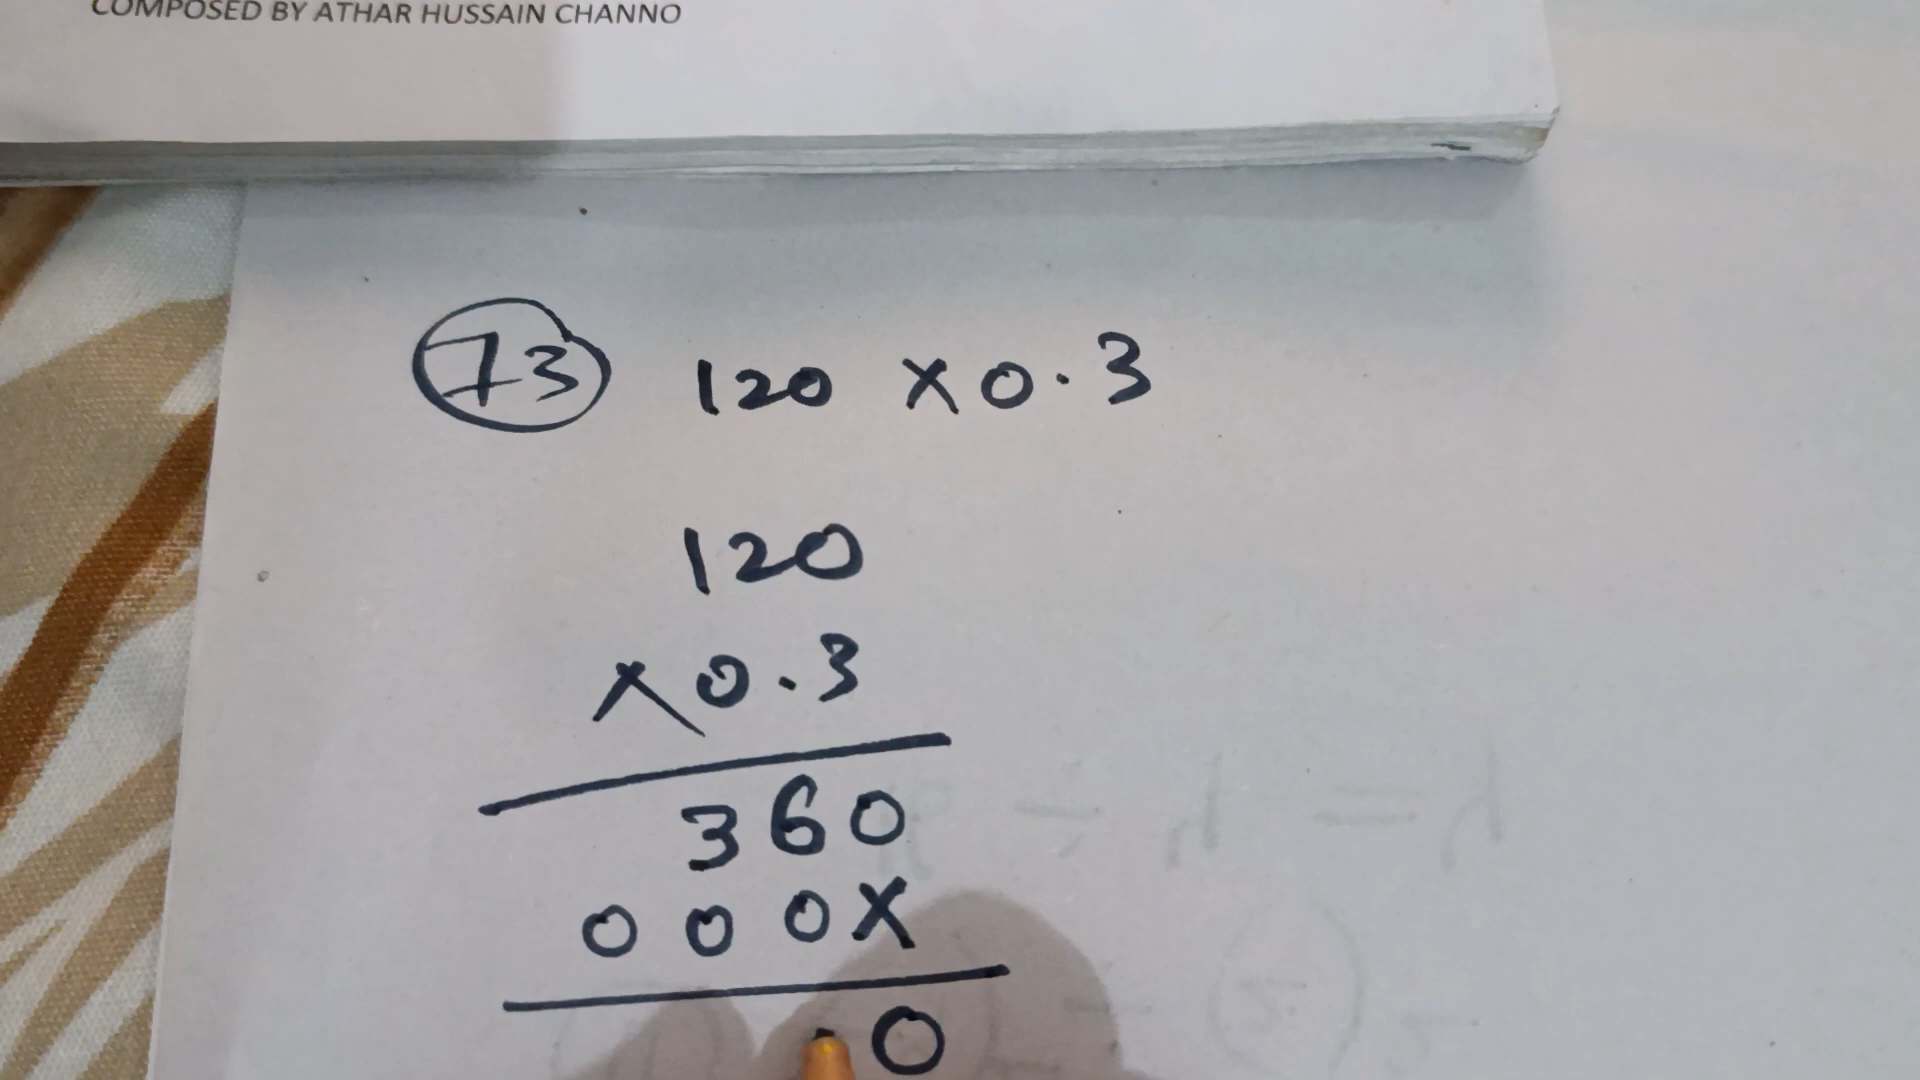 COMPOSED BY ATHAR HUSSAIN CHANNO
73 120 × 0.3
120
× 0.3
360
000×
0